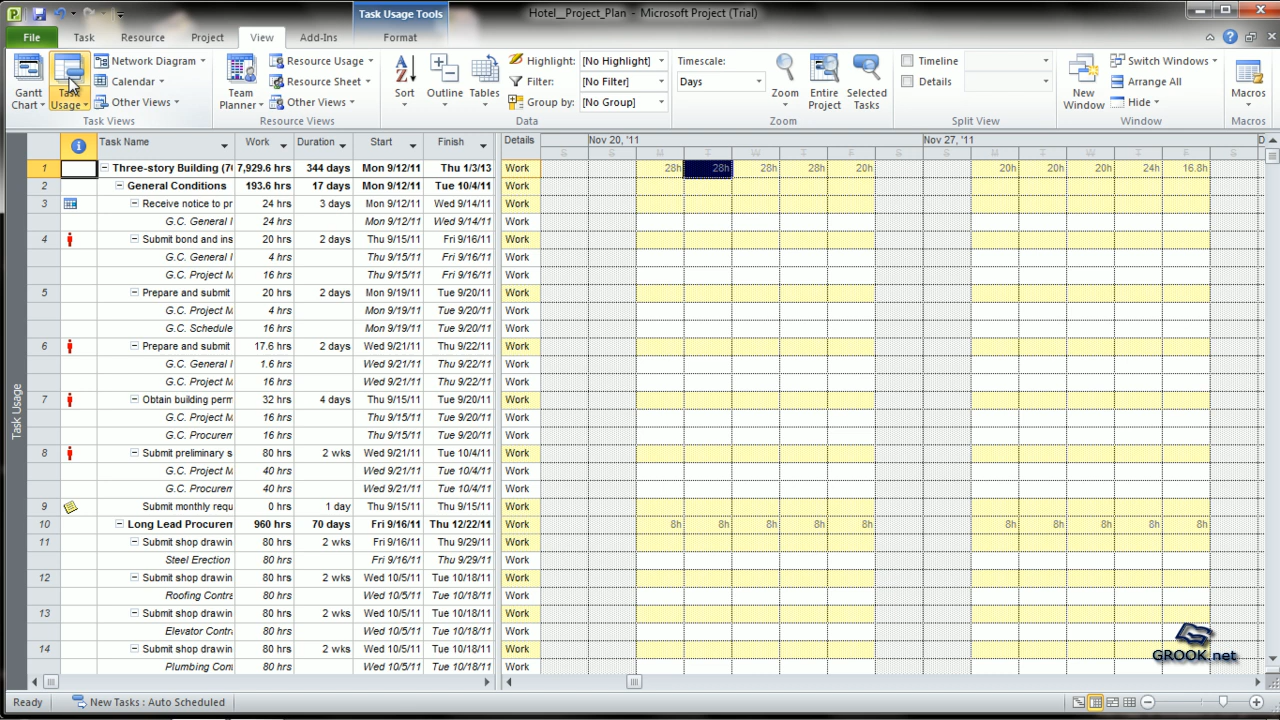 Task Usage Tools
Hotel__Project_Plan - Microsoft Project (Trial)
File Task Resource Project View Add-Ins Format
Gantt Chart
Task Usage
Network Diagram
Calendar
Other Views
Task Views
Team Planner
Resource Usage
Resource Sheet
Other Views
Resource Views
Sort
Outline
Tables
Highlight: [No Highlight]
Filter: [No Filter]
Group by: [No Group]
Data
Timescale:
Days
Zoom
Entire Project
Selected Tasks
Zoom
Timeline
Details
Split View
New Window
Switch Windows
Arrange All
Hide
Window
Macros
Macros
Task Name Work Duration Start Finish Details Nov 20, '11 Nov 27, '11 D
S S M T W T F S S M T W T F S
1 Three-story Building (76 7,929.6 hrs 344 days Mon 9/12/11 Thu 1/3/13 Work 28h 28h 28h 28h 20h 20h 20h 20h 24h 16.8h
2 General Conditions 193.6 hrs 17 days Mon 9/12/11 Tue 10/4/11 Work
3 Receive notice to pr 24 hrs 3 days Mon 9/12/11 Wed 9/14/11 Work
G.C. General 24 hrs Mon 9/12/11 Wed 9/14/11 Work
4 Submit bond and ins 20 hrs 2 days Thu 9/15/11 Fri 9/16/11 Work
G.C. General 4 hrs Thu 9/15/11 Fri 9/16/11 Work
G.C. Project M 16 hrs Thu 9/15/11 Fri 9/16/11 Work
5 Prepare and submit 20 hrs 2 days Mon 9/19/11 Tue 9/20/11 Work
G.C. Project M 4 hrs Mon 9/19/11 Tue 9/20/11 Work
G.C. Schedule 16 hrs Mon 9/19/11 Tue 9/20/11 Work
6 Prepare and submit 17.6 hrs 2 days Wed 9/21/11 Thu 9/22/11 Work
G.C. General 1.6 hrs Wed 9/21/11 Thu 9/22/11 Work
G.C. Project M 16 hrs Wed 9/21/11 Thu 9/22/11 Work
7 Obtain building perm 32 hrs 4 days Thu 9/15/11 Tue 9/20/11 Work
G.C. Project M 16 hrs Thu 9/15/11 Tue 9/20/11 Work
G.C. Procurem 16 hrs Thu 9/15/11 Tue 9/20/11 Work
8 Submit preliminary s 80 hrs 2 wks Wed 9/21/11 Tue 10/4/11 Work
G.C. Project M 40 hrs Wed 9/21/11 Tue 10/4/11 Work
G.C. Procurem 40 hrs Wed 9/21/11 Tue 10/4/11 Work
9 Submit monthly requ 0 hrs 1 day Thu 9/15/11 Thu 9/15/11 Work
10 Long Lead Procurem 960 hrs 70 days Fri 9/16/11 Thu 12/22/11 Work 8h 8h 8h 8h 8h 8h 8h 8h 8h 8h
11 Submit shop drawin 80 hrs 2 wks Fri 9/16/11 Thu 9/29/11 Work
Steel Erection 80 hrs Fri 9/16/11 Thu 9/29/11 Work
12 Submit shop drawin 80 hrs 2 wks Wed 10/5/11 Tue 10/18/11 Work
Roofing Contra 80 hrs Wed 10/5/11 Tue 10/18/11 Work
13 Submit shop drawin 80 hrs 2 wks Wed 10/5/11 Tue 10/18/11 Work
Elevator Contr 80 hrs Wed 10/5/11 Tue 10/18/11 Work
14 Submit shop drawin 80 hrs 2 wks Wed 10/5/11 Tue 10/18/11 Work
Plumbing Cont 80 hrs Wed 10/5/11 Tue 10/18/11 Work
Task Usage
GROOK.net
Ready New Tasks : Auto Scheduled